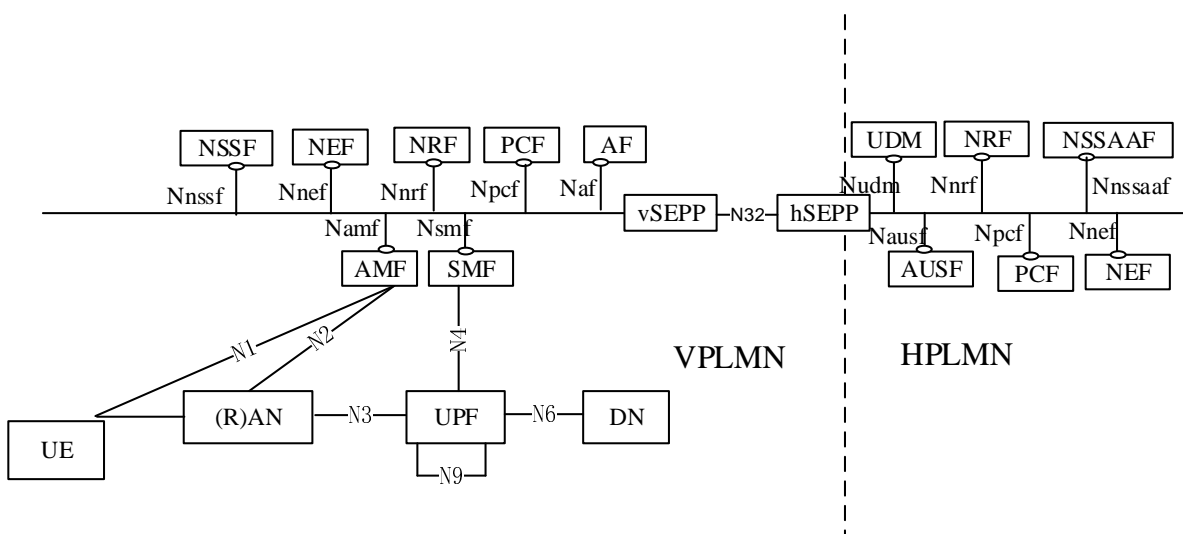 NSSF
NEF
NRF
PCF
AF
UDM
NRF
NSSAAF
Nnssf
Nnef
Nnrf
Npcf
Naf
Nudm
Nnrf
Nnssaaf
vSEPP
N32
hSEPP
Namf
Nsmf
Nausf
Npcf
Nnef
AMF
SMF
AUSF
PCF
NEF
N1
N2
N4
VPLMN
HPLMN
(R)AN
N3
UPF
N6
DN
UE
N9